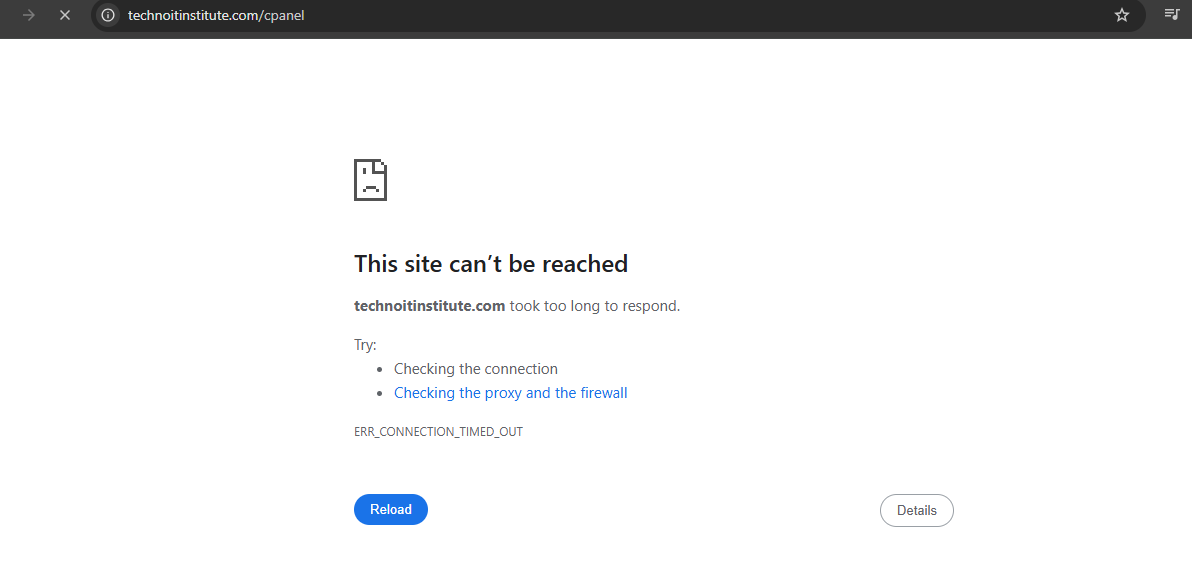 technoitinstitute.com/cpanel
This site can’t be reached
technoitinstitute.com took too long to respond.
Try:
Checking the connection
Checking the proxy and the firewall
ERR_CONNECTION_TIMED_OUT
Reload
Details